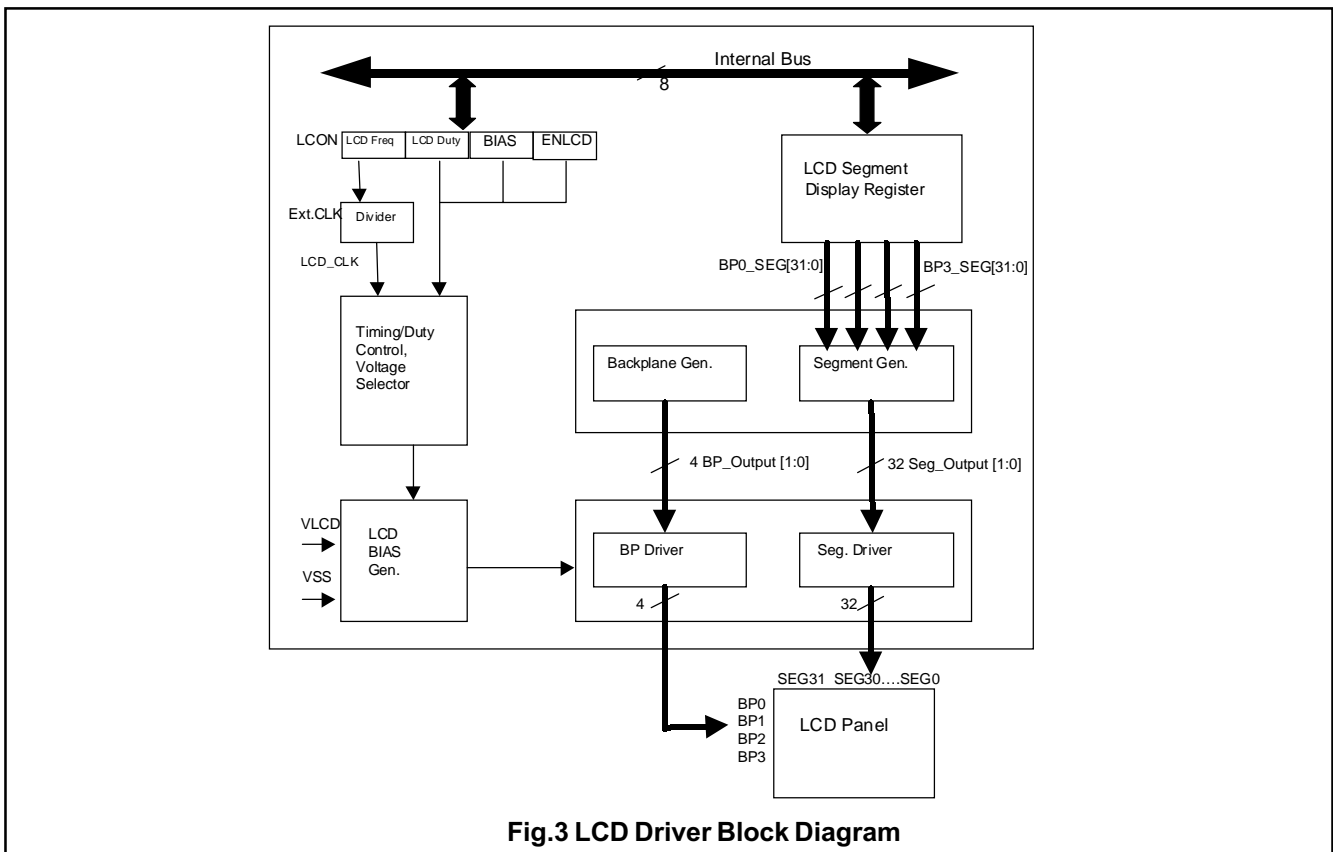 Internal Bus
8
LCON LCD Freq LCD Duty BIAS ENLCD
LCD Segment
Display Register
Ext.CLK Divider
LCD_CLK
BP0_SEG[31:0] BP3_SEG[31:0]
Timing/Duty
Control,
Voltage
Selector
Backplane Gen. Segment Gen.
4 BP_Output [1:0] 32 Seg_Output [1:0]
VLCD
VSS
LCD
BIAS
Gen.
BP Driver Seg. Driver
4 32
SEG31 SEG30....SEG0
BP0
BP1
BP2
BP3
LCD Panel
Fig.3 LCD Driver Block Diagram